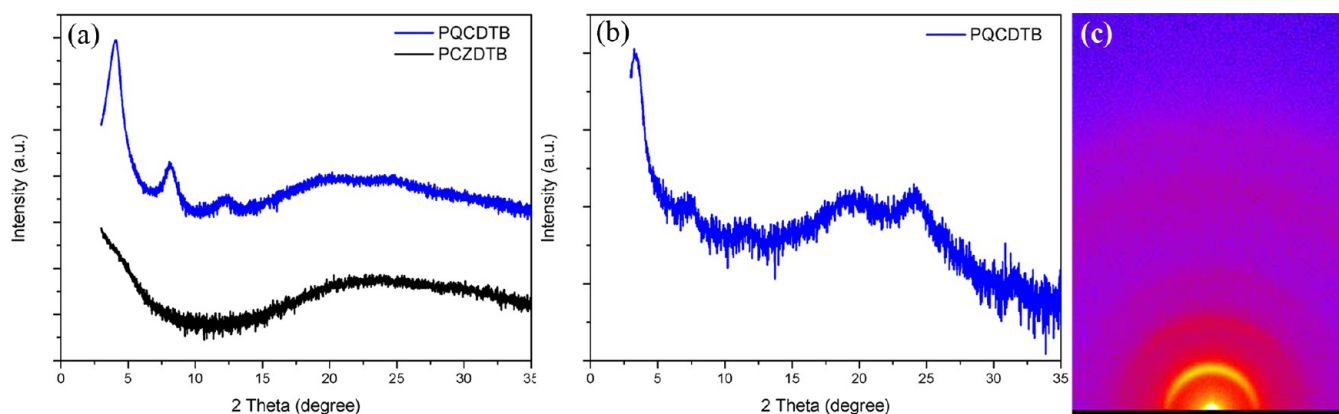 (a)
PQCDTB
PCZDTB
Intensity (a.u.)
0 5 10 15 20 25 30 35
2 Theta (degree)
(b)
PQCDTB
Intensity (a.u.)
0 5 10 15 20 25 30 35
2 Theta (degree)
(c)